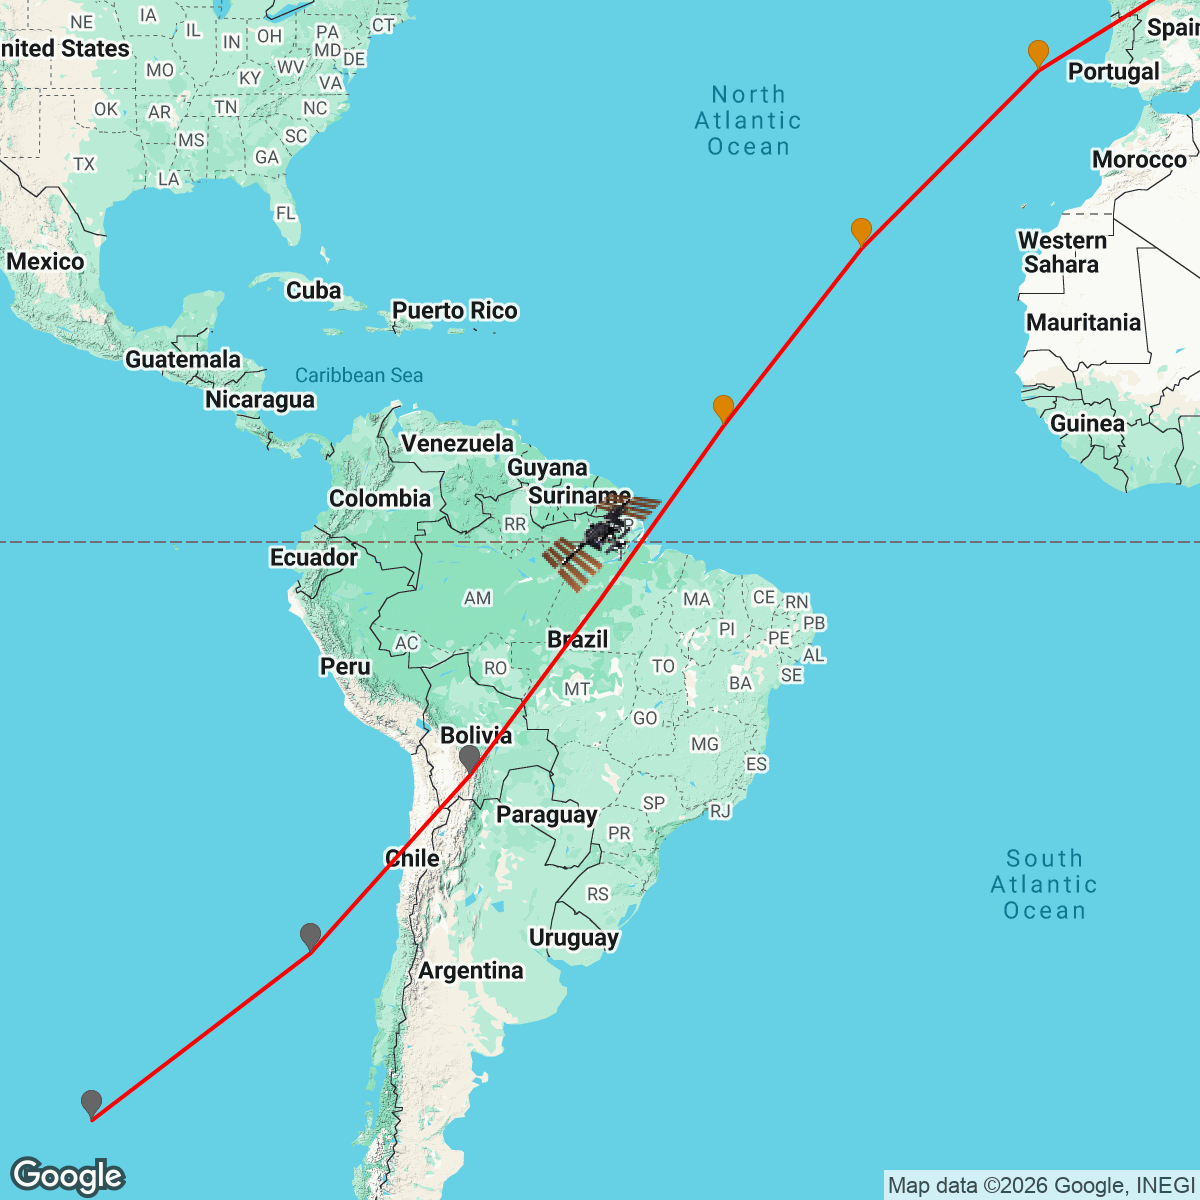 IA
NE
IL
IN
OH
PA
CT
United States
MD
DE
MO
WV
KY
VA
OK
AR
TN
NC
MS
SC
TX
GA
LA
FL
North
Atlantic
Ocean
Spain
Portugal
Morocco
Western
Sahara
Mexico
Cuba
Puerto Rico
Mauritania
Guatemala
Caribbean Sea
Nicaragua
Guinea
Venezuela
Guyana
Colombia
Suriname
RR
Ecuador
AM
MA
CE
RN
PB
PI
PE
AC
Brazil
AL
Peru
RO
TO
SE
MT
BA
GO
Bolivia
MG
ES
Paraguay
SP
RJ
PR
Chile
South
Atlantic
Ocean
RS
Uruguay
Argentina
Google
Map data ©2026 Google, INEGI